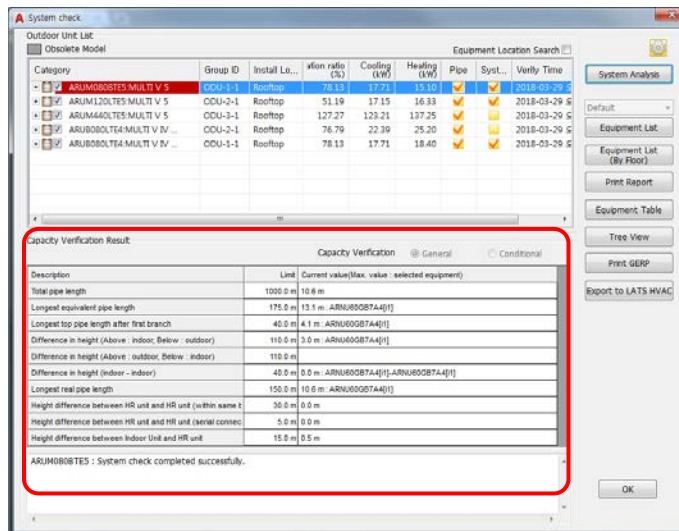 System check
Outdoor Unit List
Obsolete Model
Equipment Location Search
Category Group ID Install Lo... ation ratio (%) Cooling (kW) Heating (kW) Pipe Syst... Verify Time
ARUM080BTE5:MULTI V 5 ODU-1-1 Rooftop 78.13 17.71 15.10 2018-03-29
ARUM120LTE5:MULTI V 5 ODU-2-1 Rooftop 51.19 17.15 16.33 2018-03-29
ARUM440LTE5:MULTI V 5 ODU-3-1 Rooftop 127.27 123.21 137.25 2018-03-29
ARUB080LTE4:MULTI V IV ... ODU-2-1 Rooftop 76.79 22.39 25.20 2018-03-29
ARUB080LTE4:MULTI V IV ... ODU-1-1 Rooftop 78.13 17.71 18.40 2018-03-29
System Analysis
Default
Equipment List
Equipment List
(By Floor)
Print Report
Equipment Table
Tree View
Print GERP
Export to LATS HVAC
Capacity Verification Result
Capacity Verification General Conditional
Description Limit Current value(Max. value : selected equipment)
Total pipe length 1000.0 m 10.6 m
Longest equivalent pipe length 175.0 m 13.1 m : ARNU60GB7A4[I1]
Longest top pipe length after first branch 40.0 m 4.1 m : ARNU60GB7A4[I1]
Difference in height (Above : indoor, Below : outdoor) 110.0 m 3.0 m : ARNU60GB7A4[I1]
Difference in height (Above : outdoor, Below : indoor) 110.0 m
Difference in height (indoor - indoor) 40.0 m 0.0 m : ARNU60GB7A4[I1]-ARNU60GB7A4[I1]
Longest real pipe length 150.0 m 10.6 m : ARNU60GB7A4[I1]
Height difference between HR unit and HR unit (within same b 30.0 m 0.0 m
Height difference between HR unit and HR unit (serial connec 5.0 m 0.0 m
Height difference between Indoor Unit and HR unit 15.0 m 0.5 m
ARUM080BTE5 : System check completed successfully.
OK